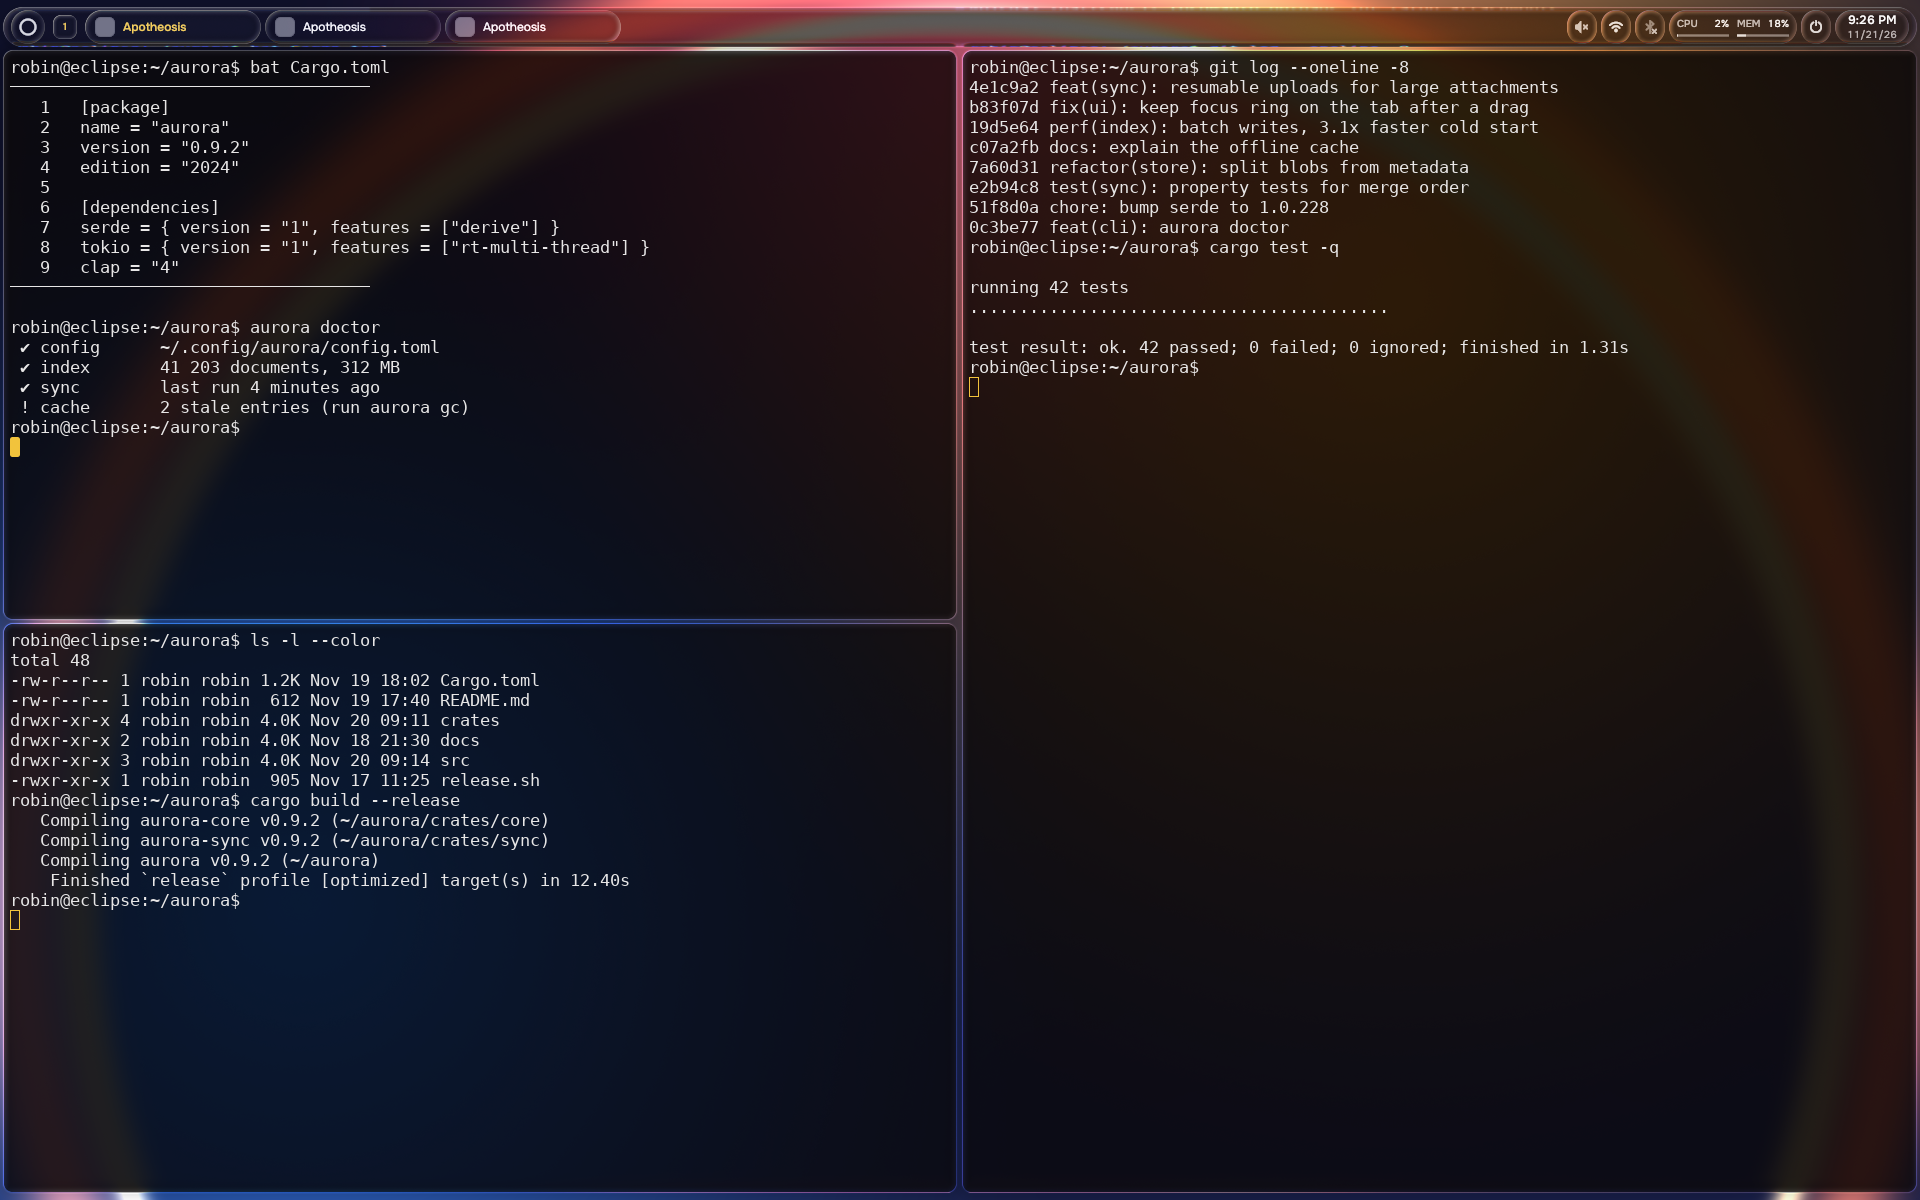 1 Apotheosis Apotheosis Apotheosis CPU 2% MEM 18% 9:26 PM
11/21/26
robin@eclipse:~/aurora$ bat Cargo.toml
1 [package]
2 name = "aurora"
3 version = "0.9.2"
4 edition = "2024"
5
6 [dependencies]
7 serde = { version = "1", features = ["derive"] }
8 tokio = { version = "1", features = ["rt-multi-thread"] }
9 clap = "4"
robin@eclipse:~/aurora$ aurora doctor
✔ config ~/.config/aurora/config.toml
✔ index 41 203 documents, 312 MB
✔ sync last run 4 minutes ago
! cache 2 stale entries (run aurora gc)
robin@eclipse:~/aurora$
robin@eclipse:~/aurora$ ls -l --color
total 48
-rw-r--r-- 1 robin robin 1.2K Nov 19 18:02 Cargo.toml
-rw-r--r-- 1 robin robin 612 Nov 19 17:40 README.md
drwxr-xr-x 4 robin robin 4.0K Nov 20 09:11 crates
drwxr-xr-x 2 robin robin 4.0K Nov 18 21:30 docs
drwxr-xr-x 3 robin robin 4.0K Nov 20 09:14 src
-rwxr-xr-x 1 robin robin 905 Nov 17 11:25 release.sh
robin@eclipse:~/aurora$ cargo build --release
Compiling aurora-core v0.9.2 (~/aurora/crates/core)
Compiling aurora-sync v0.9.2 (~/aurora/crates/sync)
Compiling aurora v0.9.2 (~/aurora)
Finished `release` profile [optimized] target(s) in 12.40s
robin@eclipse:~/aurora$
robin@eclipse:~/aurora$ git log --oneline -8
4e1c9a2 feat(sync): resumable uploads for large attachments
b83f07d fix(ui): keep focus ring on the tab after a drag
19d5e64 perf(index): batch writes, 3.1x faster cold start
c07a2fb docs: explain the offline cache
7a60d31 refactor(store): split blobs from metadata
e2b94c8 test(sync): property tests for merge order
51f8d0a chore: bump serde to 1.0.228
0c3be77 feat(cli): aurora doctor
robin@eclipse:~/aurora$ cargo test -q
running 42 tests
..........................................
test result: ok. 42 passed; 0 failed; 0 ignored; finished in 1.31s
robin@eclipse:~/aurora$